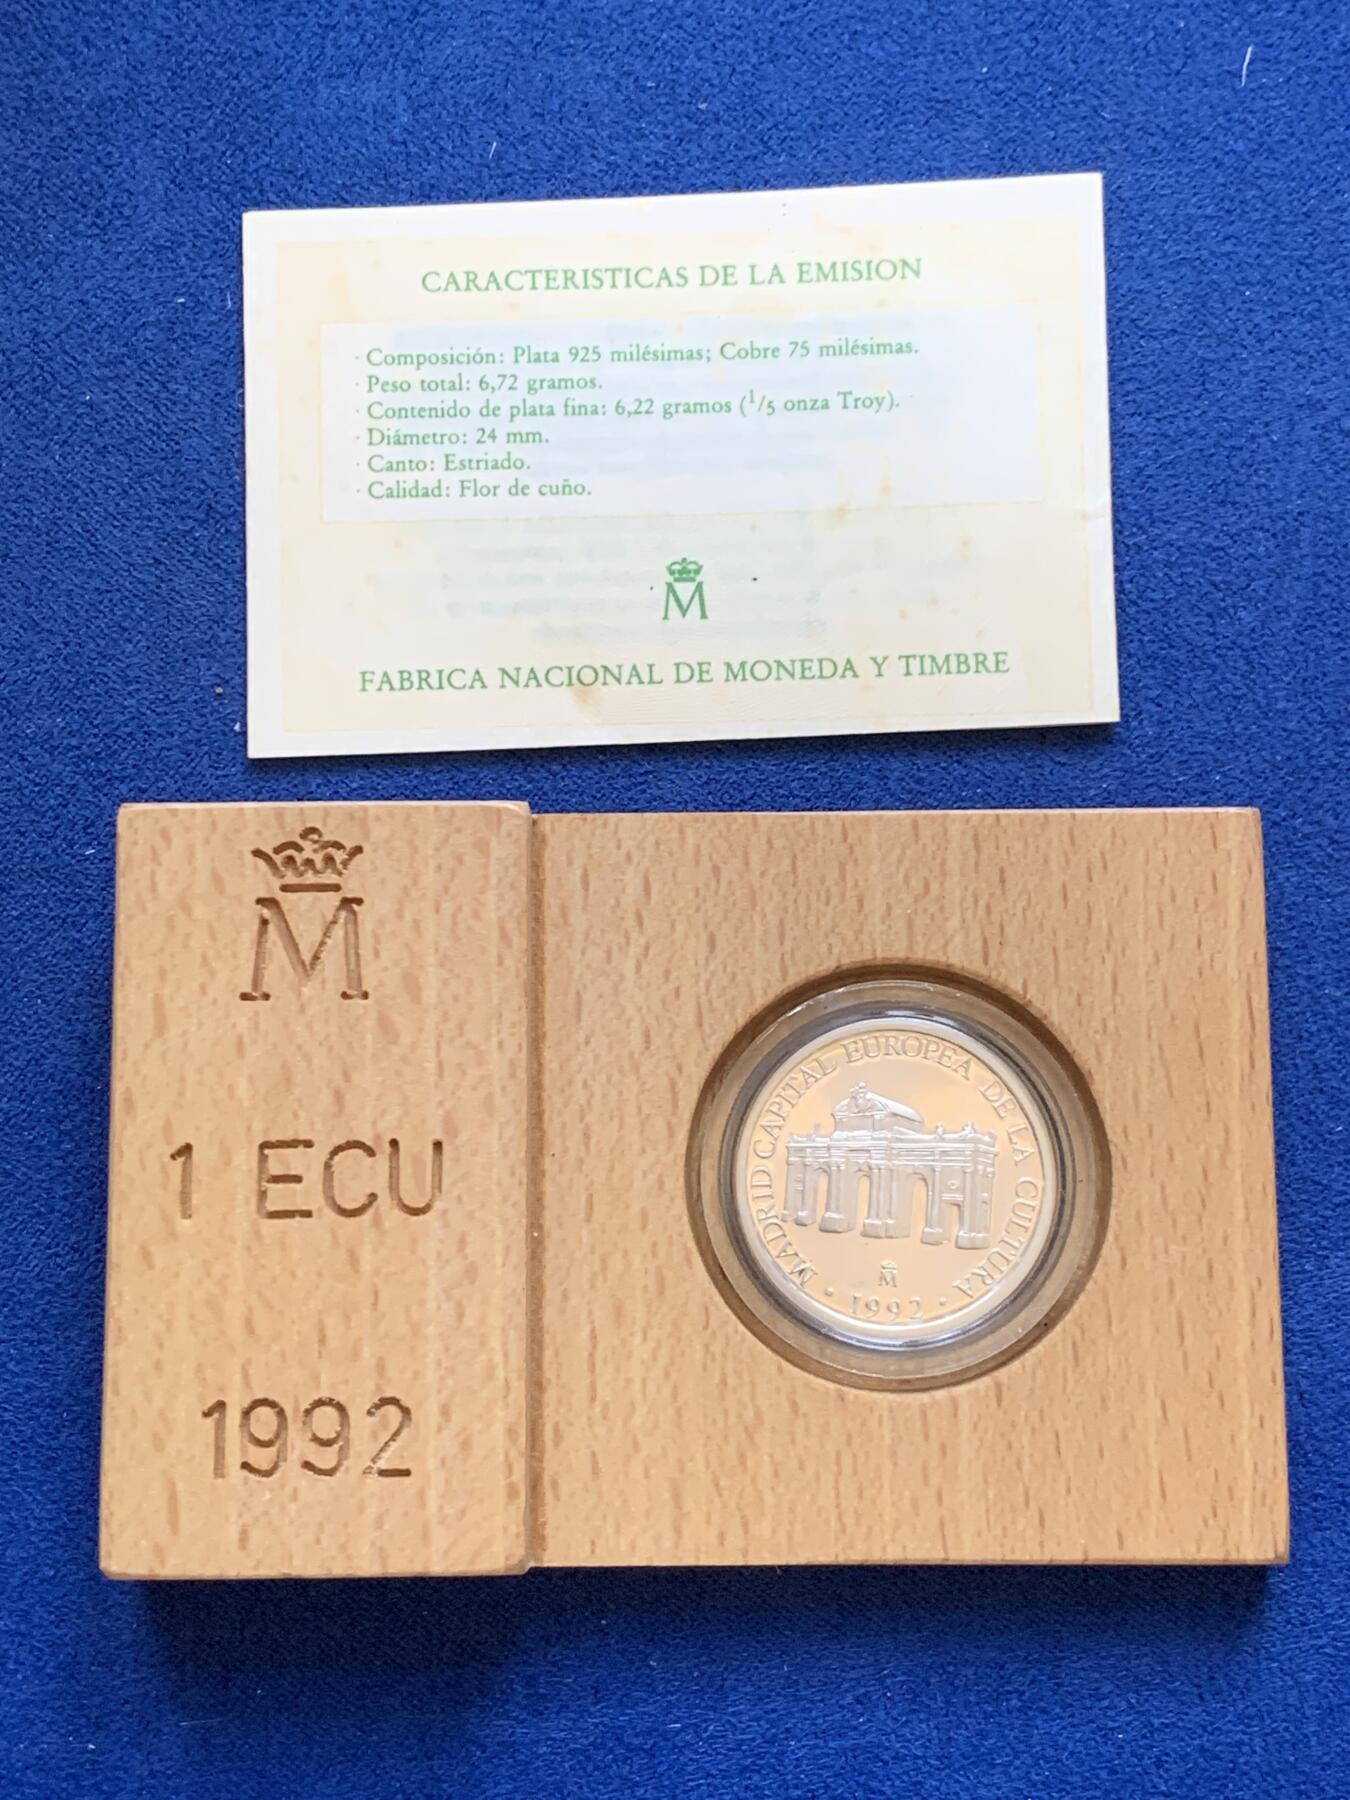 CARACTERISTICAS DE LA EMISION
· Composición: Plata 925 milésimas; Cobre 75 milésimas.
· Peso total: 6,72 gramos.
· Contenido de plata fina: 6,22 gramos (1/5 onza Troy).
· Diámetro: 24 mm.
· Canto: Estriado.
· Calidad: Flor de cuño.
M
FABRICA NACIONAL DE MONEDA Y TIMBRE
M
1 ECU
1992
MADRID CAPITAL EUROPEA DE LA CULTURA
M
· 1992 ·